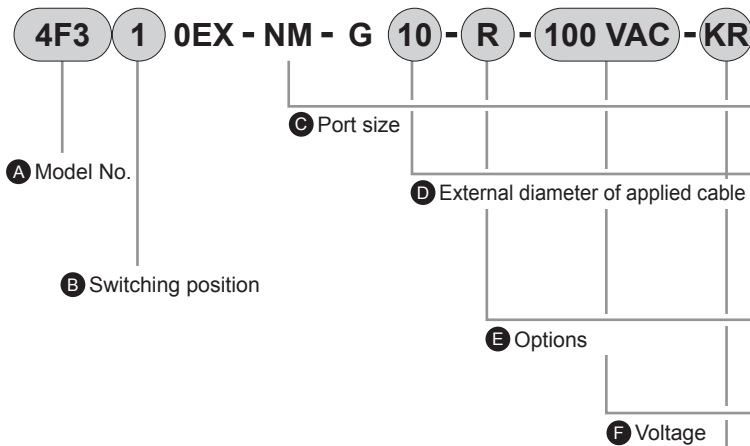 4F3 1 0EX - NM - G 10 - R - 100 VAC - KR
C Port size
A Model No.
D External diameter of applied cable
B Switching position
E Options
F Voltage